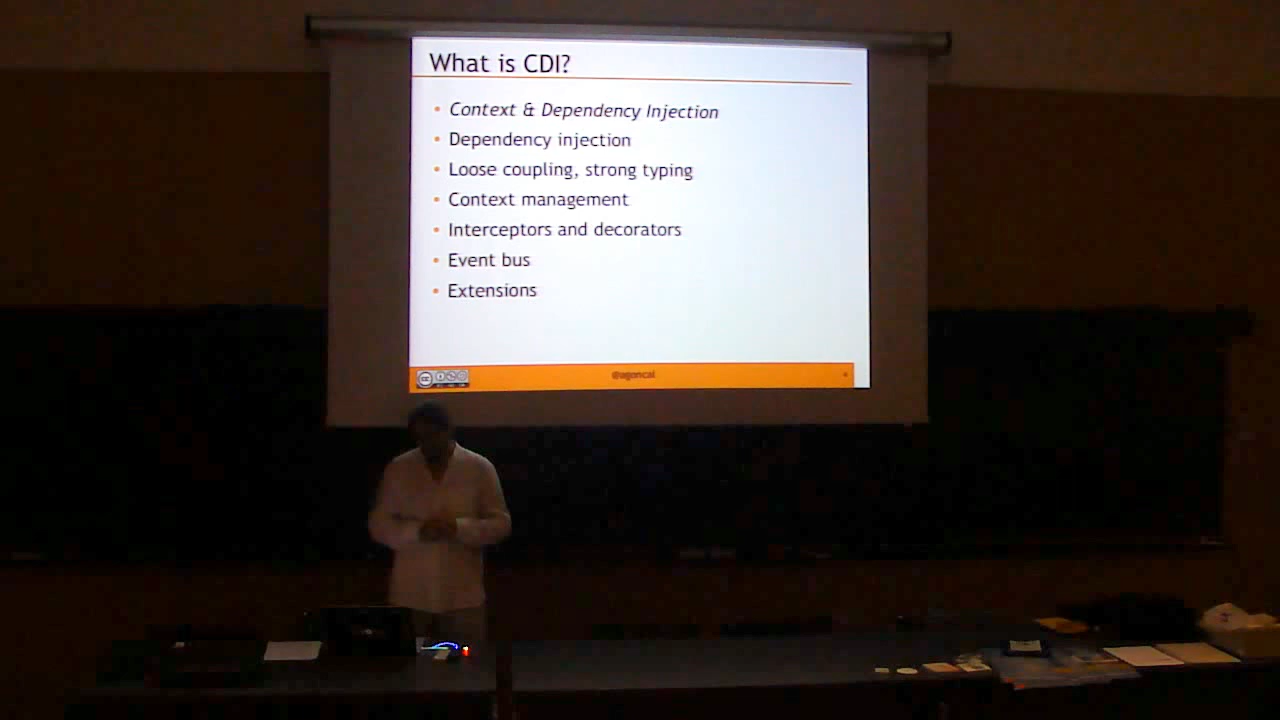 What is CDI?
Context & Dependency Injection
Dependency injection
Loose coupling, strong typing
Context management
Interceptors and decorators
Event bus
Extensions
@agoncal